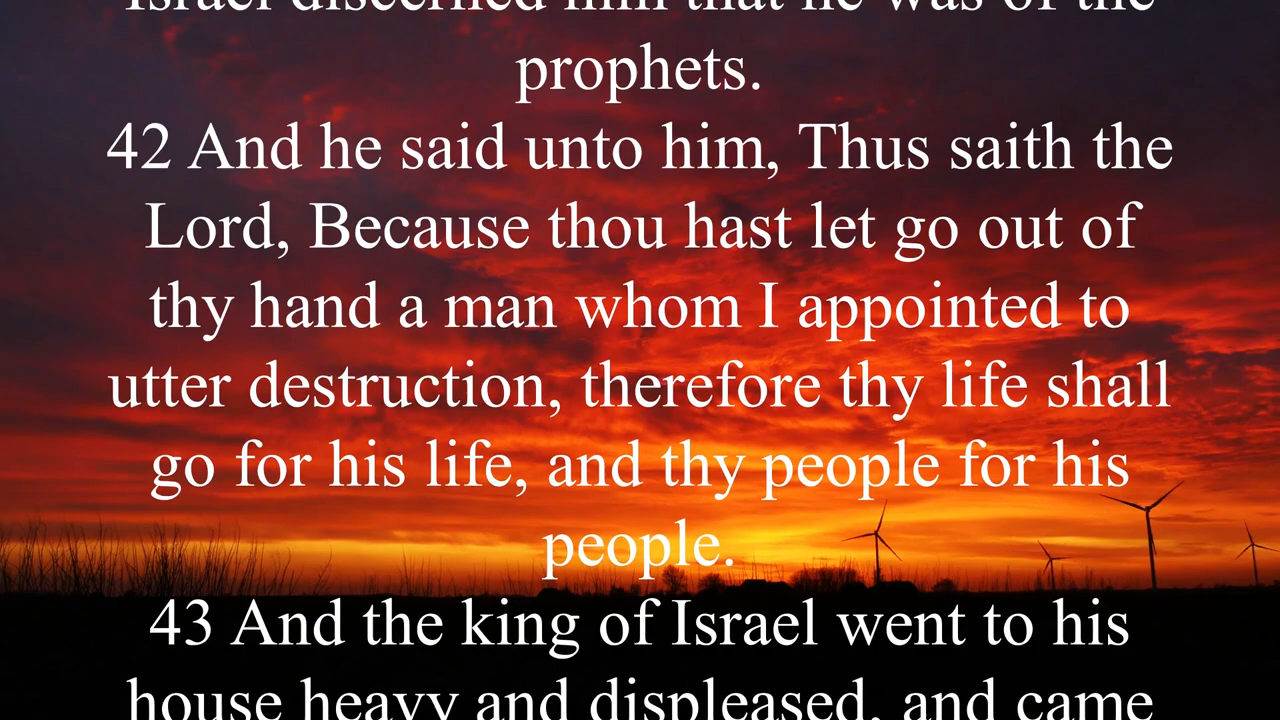 Israel discerned him that he was of the
prophets.
42 And he said unto him, Thus saith the
Lord, Because thou hast let go out of
thy hand a man whom I appointed to
utter destruction, therefore thy life shall
go for his life, and thy people for his
people.
43 And the king of Israel went to his
house heavy and displeased, and came